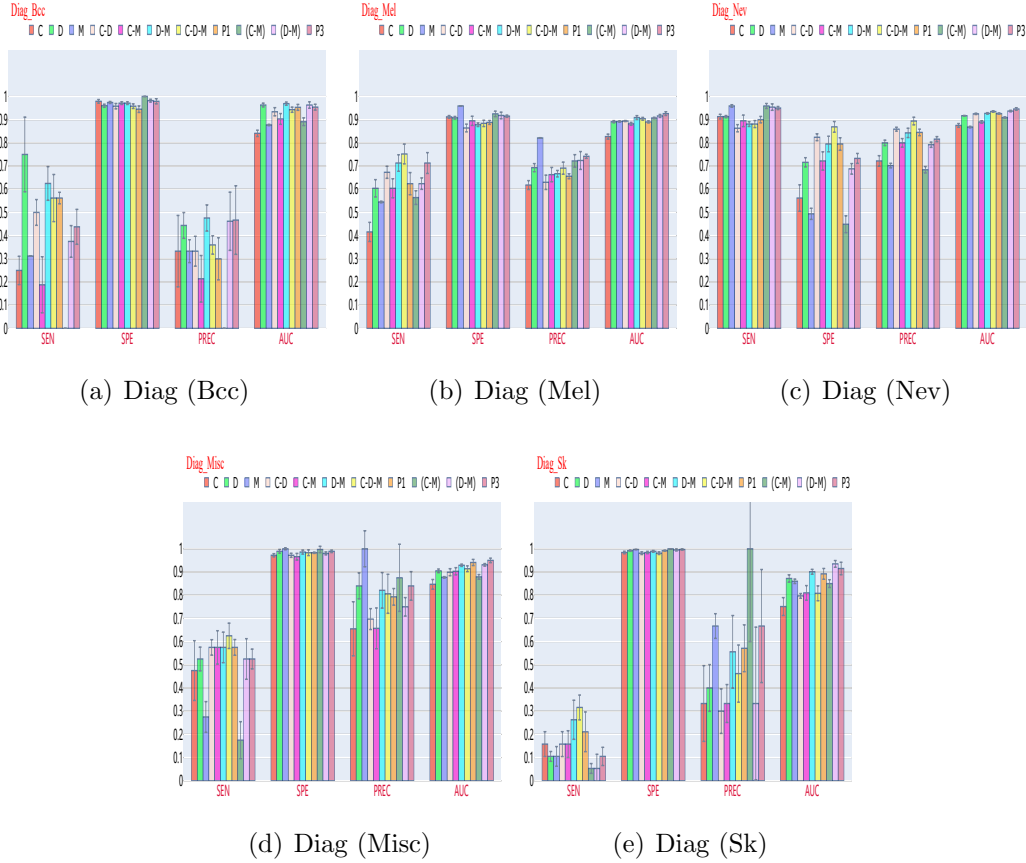 Diag_Bcc
C D M C-D C-M D-M C-D-M P1 (C-M) (D-M) P3
1
0.9
0.8
0.7
0.6
0.5
0.4
0.3
0.2
0.1
0
SEN SPE PREC AUC
(a) Diag (Bcc)
Diag_Mel
C D M C-D C-M D-M C-D-M P1 (C-M) (D-M) P3
1
0.9
0.8
0.7
0.6
0.5
0.4
0.3
0.2
0.1
0
SEN SPE PREC AUC
(b) Diag (Mel)
Diag_Nev
C D M C-D C-M D-M C-D-M P1 (C-M) (D-M) P3
1
0.9
0.8
0.7
0.6
0.5
0.4
0.3
0.2
0.1
0
SEN SPE PREC AUC
(c) Diag (Nev)
Diag_Misc
C D M C-D C-M D-M C-D-M P1 (C-M) (D-M) P3
1
0.9
0.8
0.7
0.6
0.5
0.4
0.3
0.2
0.1
0
SEN SPE PREC AUC
(d) Diag (Misc)
Diag_Sk
C D M C-D C-M D-M C-D-M P1 (C-M) (D-M) P3
1
0.9
0.8
0.7
0.6
0.5
0.4
0.3
0.2
0.1
0
SEN SPE PREC AUC
(e) Diag (Sk)